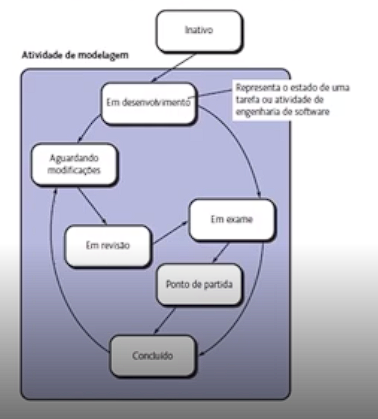 Inativo
Atividade de modelagem
Representa o estado de uma
tarefa ou atividade de
engenharia de software
Em desenvolvimento
Aguardando
modificações
Em exame
Em revisão
Ponto de partida
Concluído